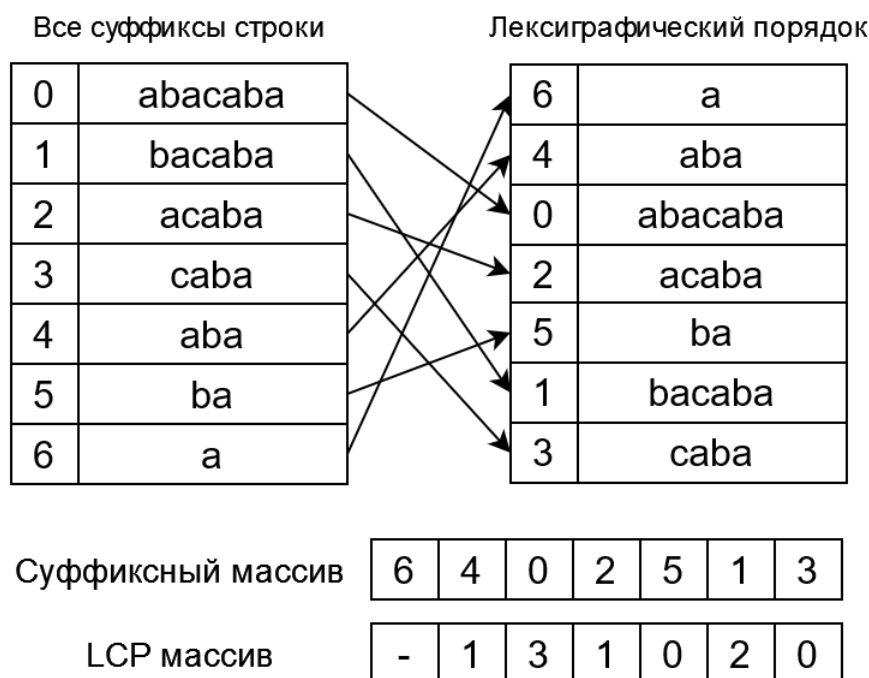 Все суффиксы строки Лексиграфический порядок
0 abacaba 6 a
1 bacaba 4 aba
2 acaba 0 abacaba
3 caba 2 acaba
4 aba 5 ba
5 ba 1 bacaba
6 a 3 caba
Суффиксный массив 6 4 0 2 5 1 3
LCP массив - 1 3 1 0 2 0